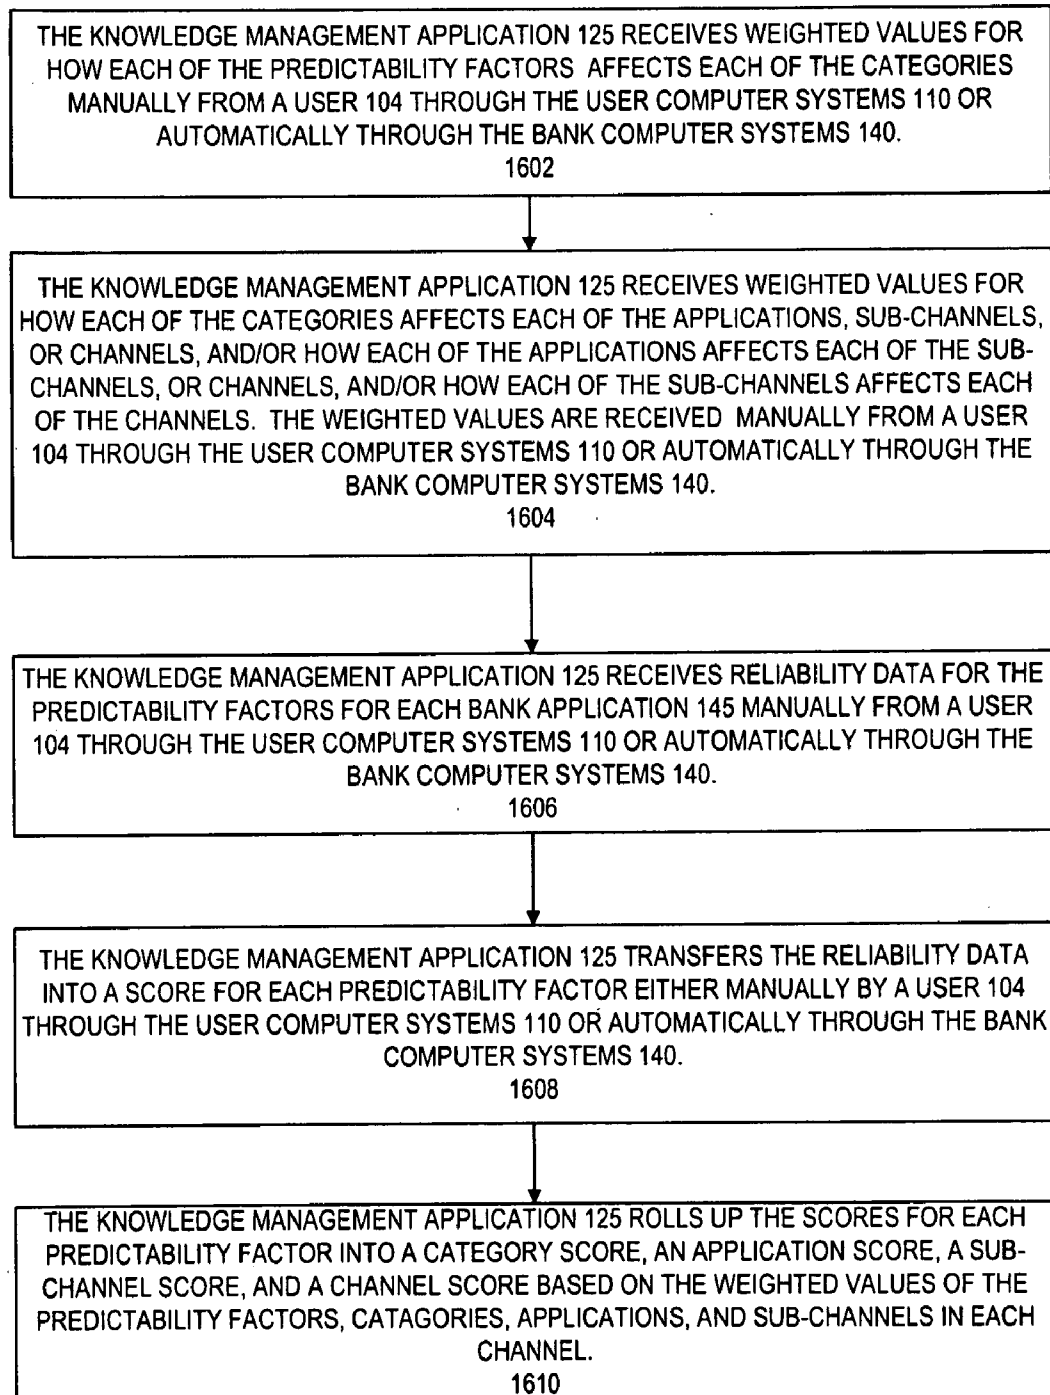 THE KNOWLEDGE MANAGEMENT APPLICATION 125 RECEIVES WEIGHTED VALUES FOR
HOW EACH OF THE PREDICTABILITY FACTORS AFFECTS EACH OF THE CATEGORIES
MANUALLY FROM A USER 104 THROUGH THE USER COMPUTER SYSTEMS 110 OR
AUTOMATICALLY THROUGH THE BANK COMPUTER SYSTEMS 140.
1602
THE KNOWLEDGE MANAGEMENT APPLICATION 125 RECEIVES WEIGHTED VALUES FOR
HOW EACH OF THE CATEGORIES AFFECTS EACH OF THE APPLICATIONS, SUB-CHANNELS,
OR CHANNELS, AND/OR HOW EACH OF THE APPLICATIONS AFFECTS EACH OF THE SUB-
CHANNELS, OR CHANNELS, AND/OR HOW EACH OF THE SUB-CHANNELS AFFECTS EACH
OF THE CHANNELS. THE WEIGHTED VALUES ARE RECEIVED MANUALLY FROM A USER
104 THROUGH THE USER COMPUTER SYSTEMS 110 OR AUTOMATICALLY THROUGH THE
BANK COMPUTER SYSTEMS 140.
1604
THE KNOWLEDGE MANAGEMENT APPLICATION 125 RECEIVES RELIABILITY DATA FOR THE
PREDICTABILITY FACTORS FOR EACH BANK APPLICATION 145 MANUALLY FROM A USER
104 THROUGH THE USER COMPUTER SYSTEMS 110 OR AUTOMATICALLY THROUGH THE
BANK COMPUTER SYSTEMS 140.
1606
THE KNOWLEDGE MANAGEMENT APPLICATION 125 TRANSFERS THE RELIABILITY DATA
INTO A SCORE FOR EACH PREDICTABILITY FACTOR EITHER MANUALLY BY A USER 104
THROUGH THE USER COMPUTER SYSTEMS 110 OR AUTOMATICALLY THROUGH THE BANK
COMPUTER SYSTEMS 140.
1608
THE KNOWLEDGE MANAGEMENT APPLICATION 125 ROLLS UP THE SCORES FOR EACH
PREDICTABILITY FACTOR INTO A CATEGORY SCORE, AN APPLICATION SCORE, A SUB-
CHANNEL SCORE, AND A CHANNEL SCORE BASED ON THE WEIGHTED VALUES OF THE
PREDICTABILITY FACTORS, CATAGORIES, APPLICATIONS, AND SUB-CHANNELS IN EACH
CHANNEL.
1610